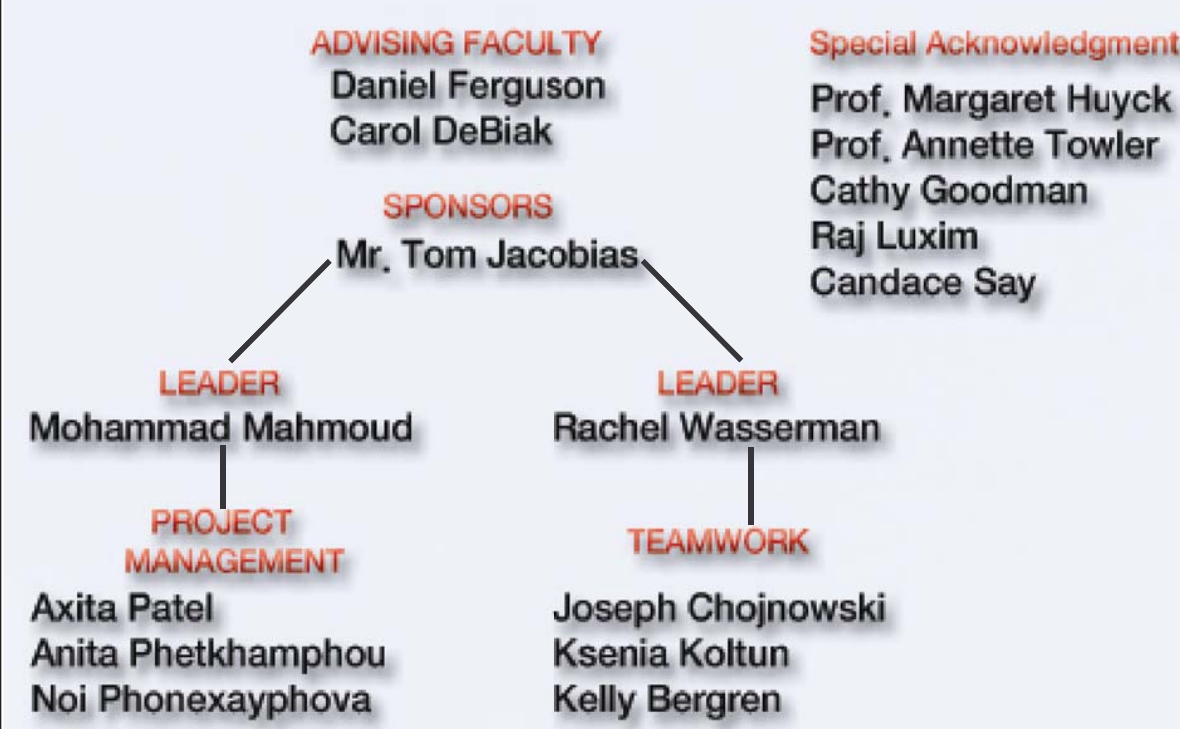 ADVISING FACULTY
Daniel Ferguson
Carol DeBiak
SPONSORS
Mr. Tom Jacobias
Special Acknowledgment
Prof. Margaret Huyck
Prof. Annette Towler
Cathy Goodman
Raj Luxim
Candace Say
LEADER
Mohammad Mahmoud
PROJECT
MANAGEMENT
Axita Patel
Anita Phetkhamphou
Noi Phonexayphova
LEADER
Rachel Wasserman
TEAMWORK
Joseph Chojnowski
Ksenia Koltun
Kelly Bergren